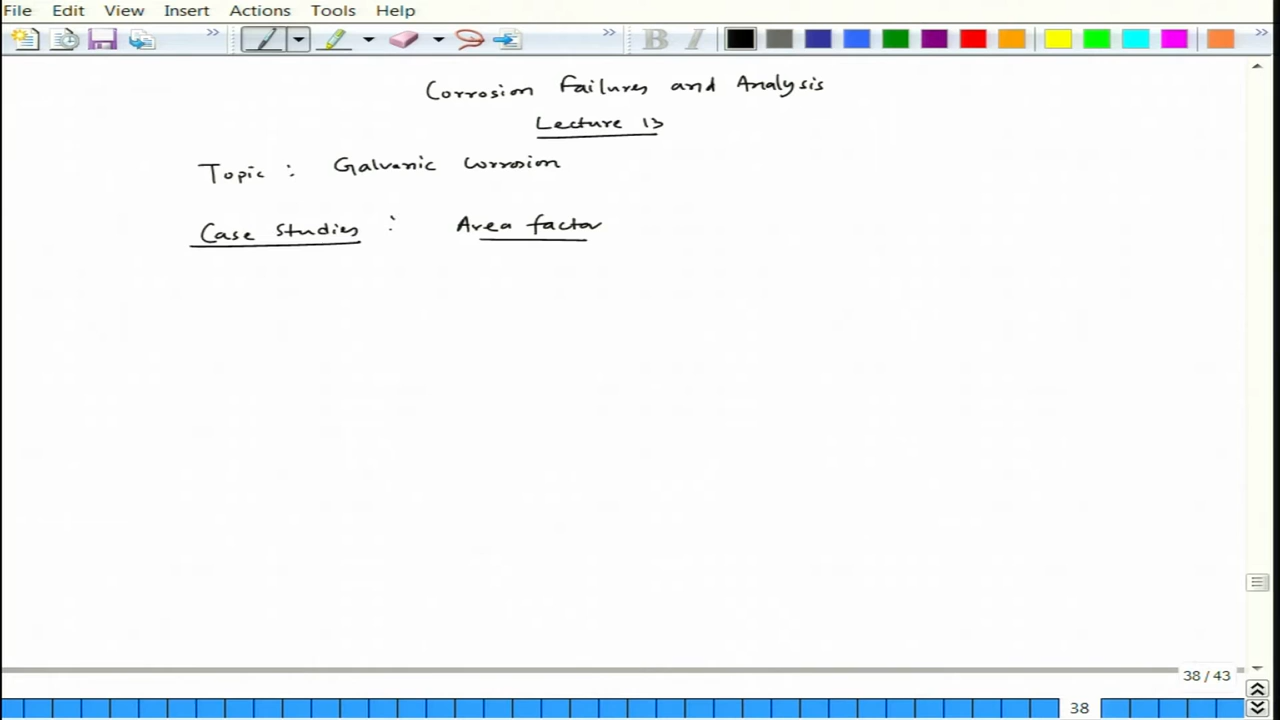 File Edit View Insert Actions Tools Help
B I
Corrosion Failures and Analysis
Lecture 13
Topic : Galvanic Corrosion
Case Studies : Area factor
38 / 43
38